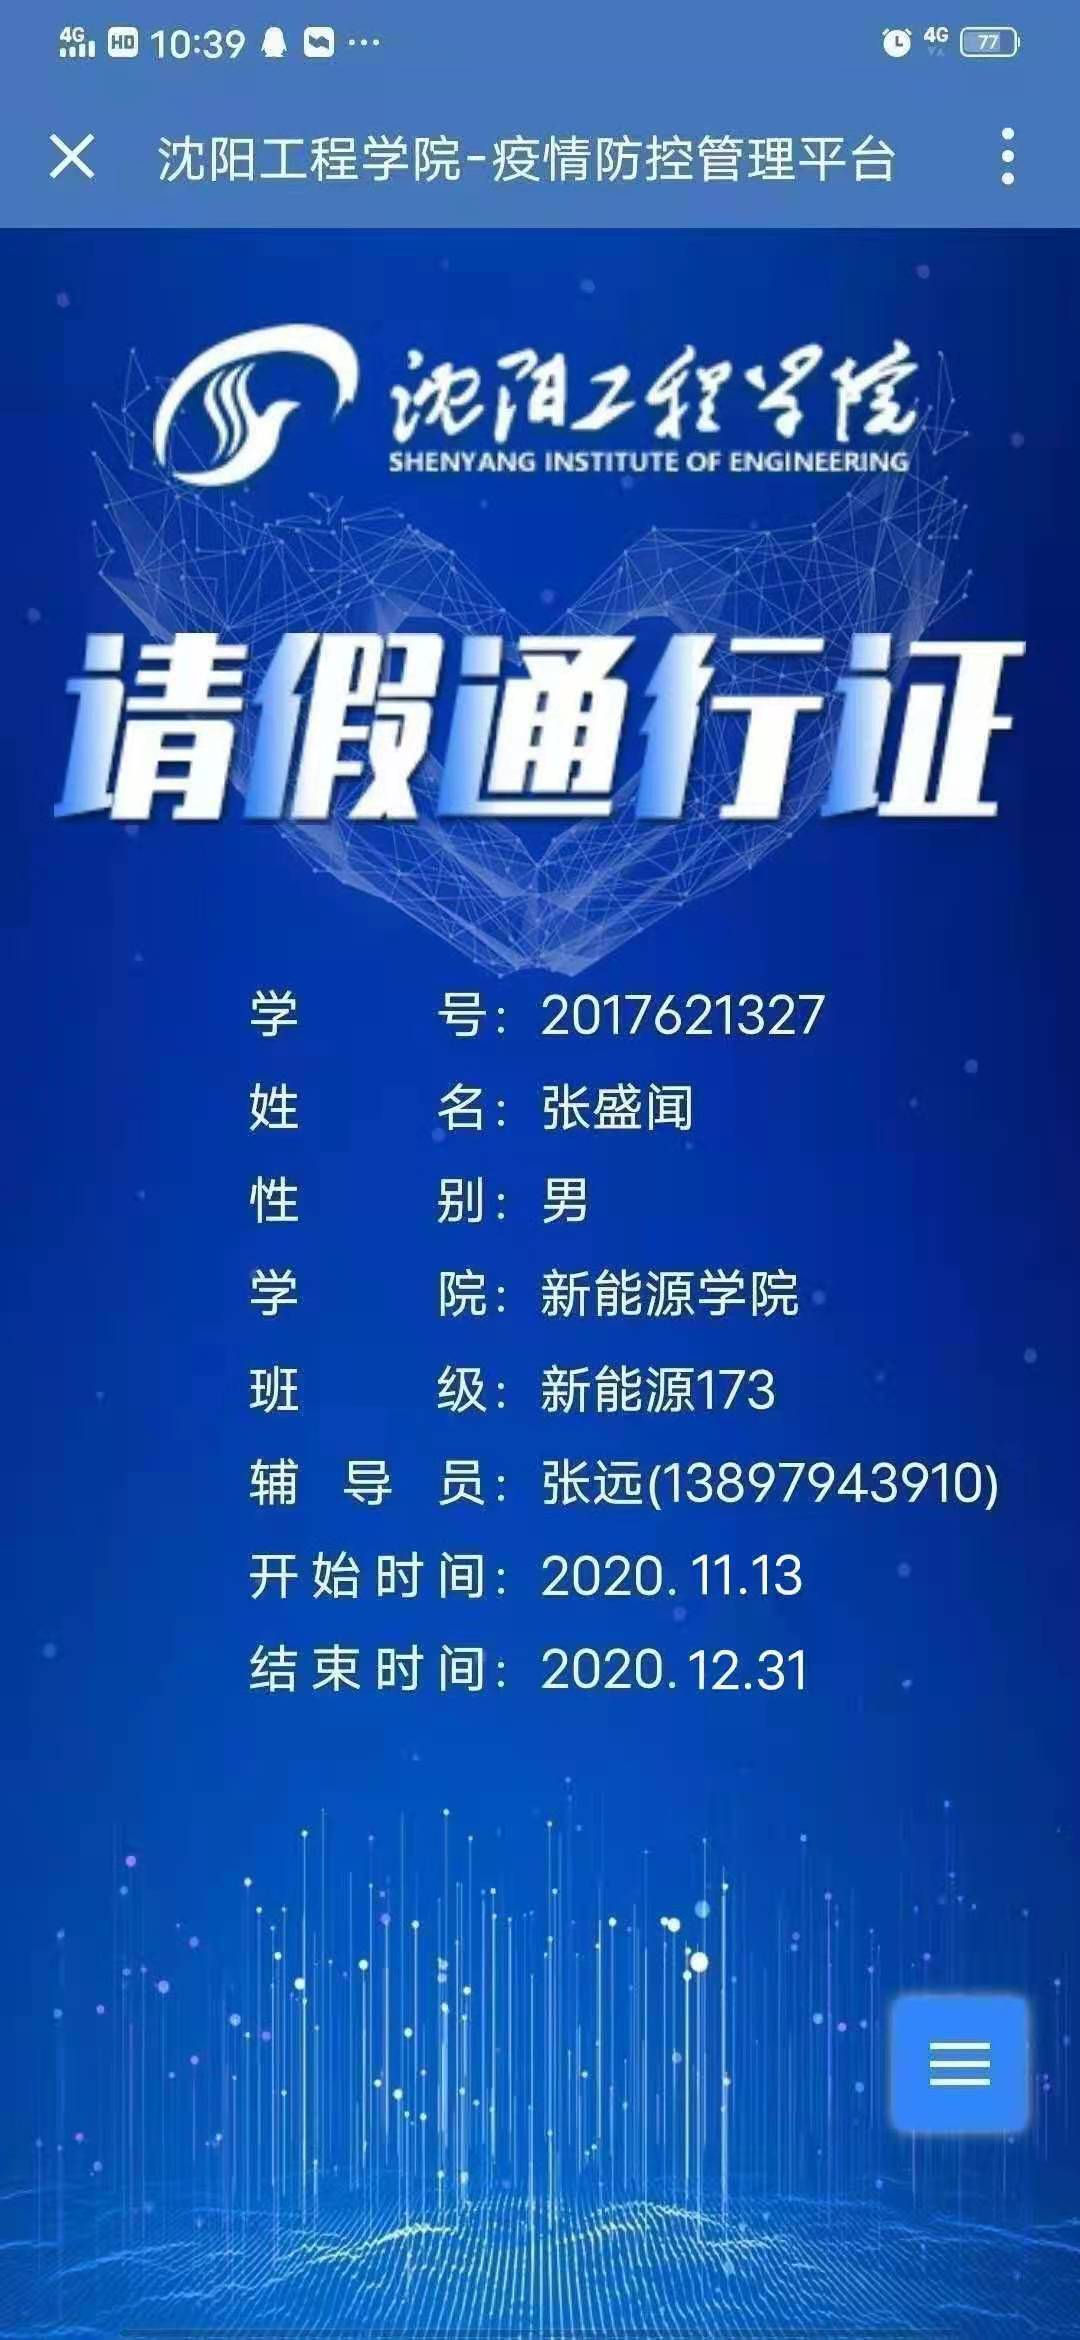 4G HD 10:39 ... 4G 77
沈阳工程学院-疫情防控管理平台
沈阳工程学院
SHENYANG INSTITUTE OF ENGINEERING
请假通行证
学号：2017621327
姓名：张盛闻
性别：男
学院：新能源学院
班级：新能源173
辅导员：张远(13897943910)
开始时间：2020.11.13
结束时间：2020.12.31